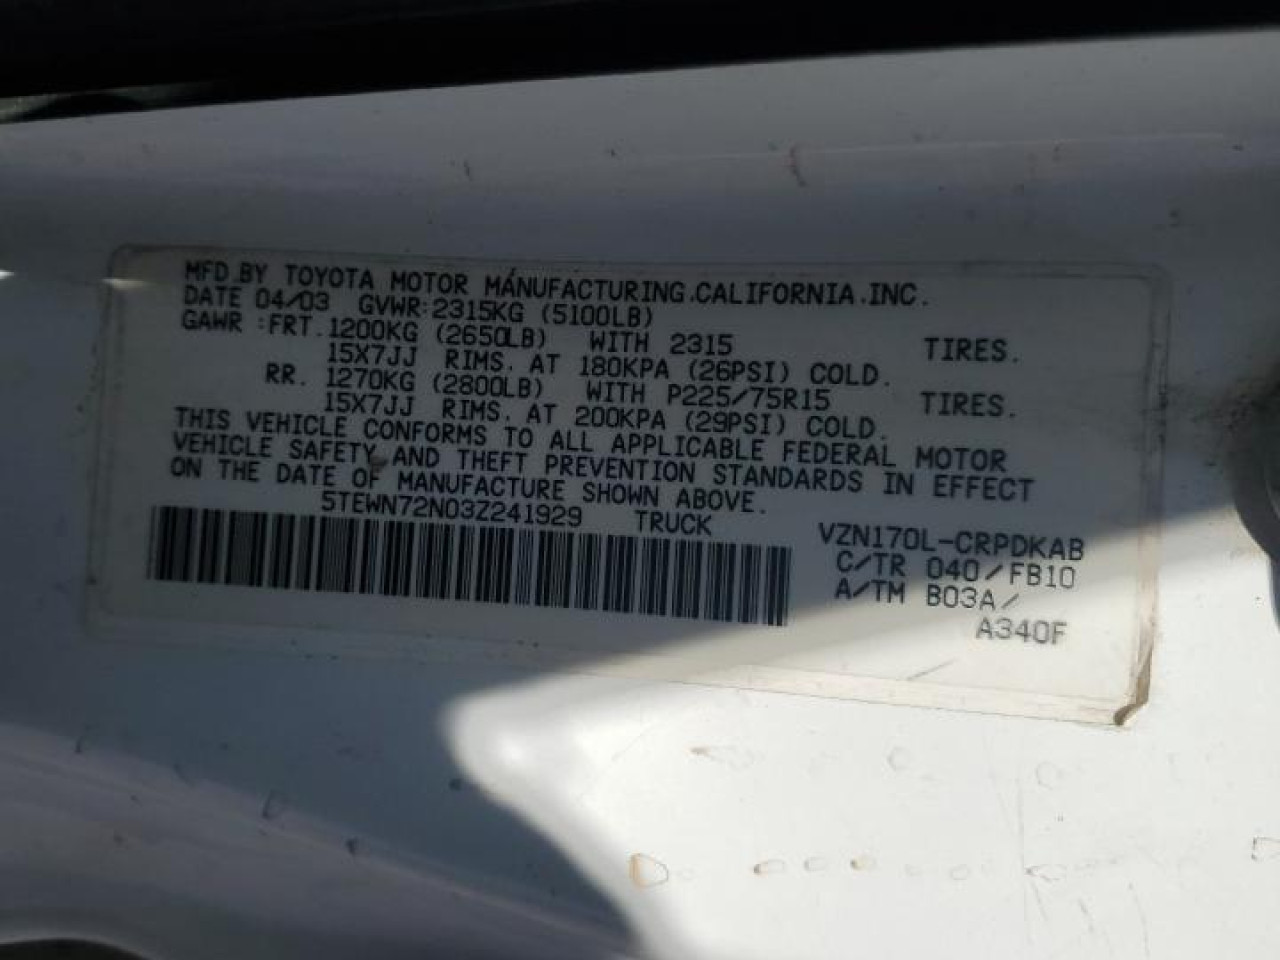 MFD.BY TOYOTA MOTOR MANUFACTURING.CALIFORNIA.INC.
DATE 04/03 GVWR:2315KG (5100LB)
GAWR :FRT.1200KG (2650LB) WITH 2315 TIRES.
15X7JJ RIMS. AT 180KPA (26PSI) COLD.
RR. 1270KG (2800LB) WITH P225/75R15 TIRES.
15X7JJ RIMS. AT 200KPA (29PSI) COLD.
THIS VEHICLE CONFORMS TO ALL APPLICABLE FEDERAL MOTOR
VEHICLE SAFETY AND THEFT PREVENTION STANDARDS IN EFFECT
ON THE DATE OF MANUFACTURE SHOWN ABOVE.
5TEWN72N03Z241929 TRUCK
VZN170L-CRPDKAB
C/TR 040/FB10
A/TM B03A/
A340F